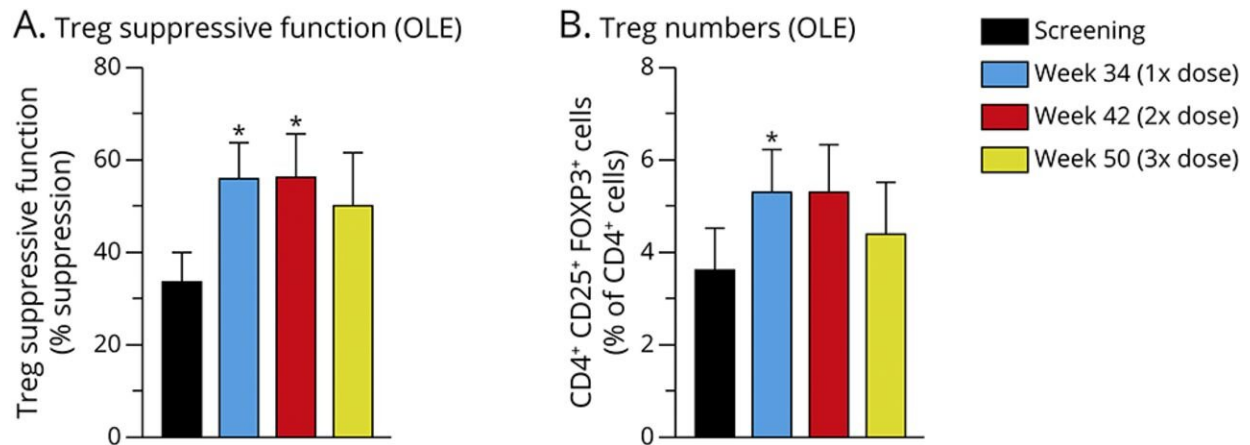 A. Treg suppressive function (OLE)
Treg suppressive function
(% suppression)
80
60
40
20
0
*
*
B. Treg numbers (OLE)
CD4⁺ CD25⁺ FOXP3⁺ cells
(% of CD4⁺ cells)
8
6
4
2
0
*
Screening
Week 34 (1x dose)
Week 42 (2x dose)
Week 50 (3x dose)